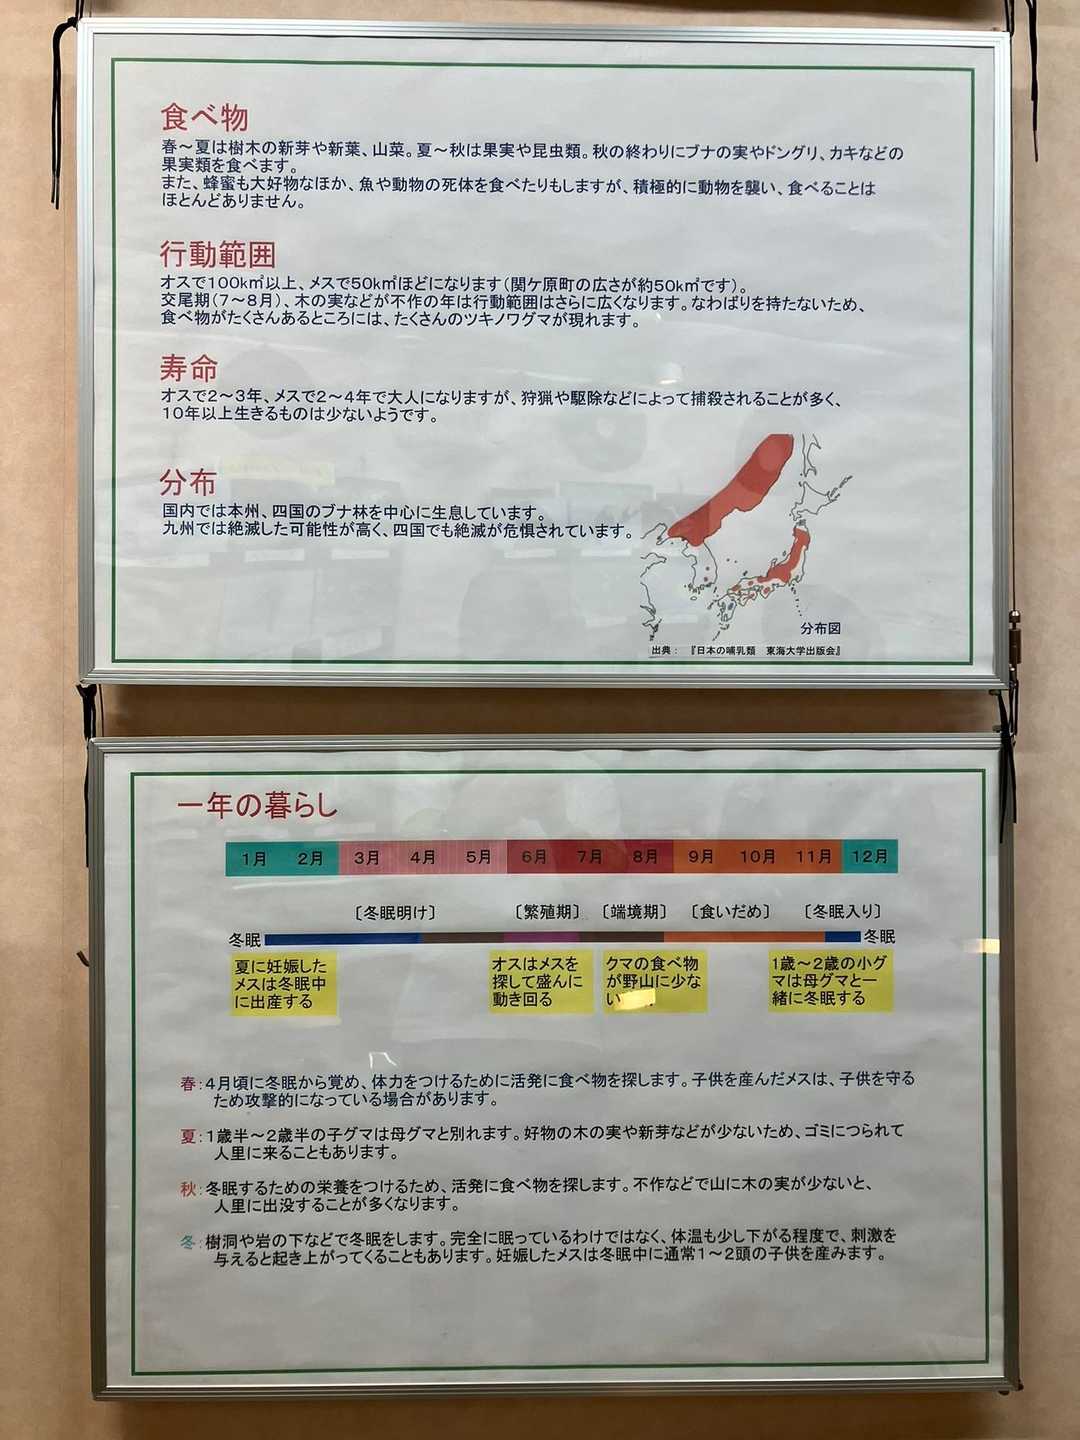 食べ物
春～夏は樹木の新芽や新葉、山菜。夏～秋は果実や昆虫類。秋の終わりにブナの実やドングリ、カキなどの
果実類を食べます。
また、蜂蜜も大好物なほか、魚や動物の死体を食べたりもしますが、積極的に動物を襲い、食べることは
ほとんどありません。
行動範囲
オスで100k㎡以上、メスで50k㎡ほどになります(関ケ原町の広さが約50k㎡です)。
交尾期(7～8月)、木の実などが不作の年は行動範囲はさらに広くなります。なわばりを持たないため、
食べ物がたくさんあるところには、たくさんのツキノワグマが現れます。
寿命
オスで2～3年、メスで2～4年で大人になりますが、狩猟や駆除などによって捕殺されることが多く、
10年以上生きるものは少ないようです。
分布
国内では本州、四国のブナ林を中心に生息しています。
九州では絶滅した可能性が高く、四国でも絶滅が危惧されています。
分布図
出典： 『日本の哺乳類 東海大学出版会』
一年の暮らし
1月 2月 3月 4月 5月 6月 7月 8月 9月 10月 11月 12月
〔冬眠明け〕 〔繁殖期〕 〔端境期〕 〔食いだめ〕 〔冬眠入り〕
冬眠 冬眠
夏に妊娠した
メスは冬眠中
に出産する
オスはメスを
探して盛んに
動き回る
クマの食べ物
が野山に少な
い
1歳～2歳の小グ
マは母グマと一
緒に冬眠する
春：4月頃に冬眠から覚め、体力をつけるために活発に食べ物を探します。子供を産んだメスは、子供を守る
ため攻撃的になっている場合があります。
夏：1歳半～2歳半の子グマは母グマと別れます。好物の木の実や新芽などが少ないため、ゴミにつられて
人里に来ることもあります。
秋：冬眠するための栄養をつけるため、活発に食べ物を探します。不作などで山に木の実が少ないと、
人里に出没することが多くなります。
冬：樹洞や岩の下などで冬眠をします。完全に眠っているわけではなく、体温も少し下がる程度で、刺激を
与えると起き上がってくることもあります。妊娠したメスは冬眠中に通常1～2頭の子供を産みます。